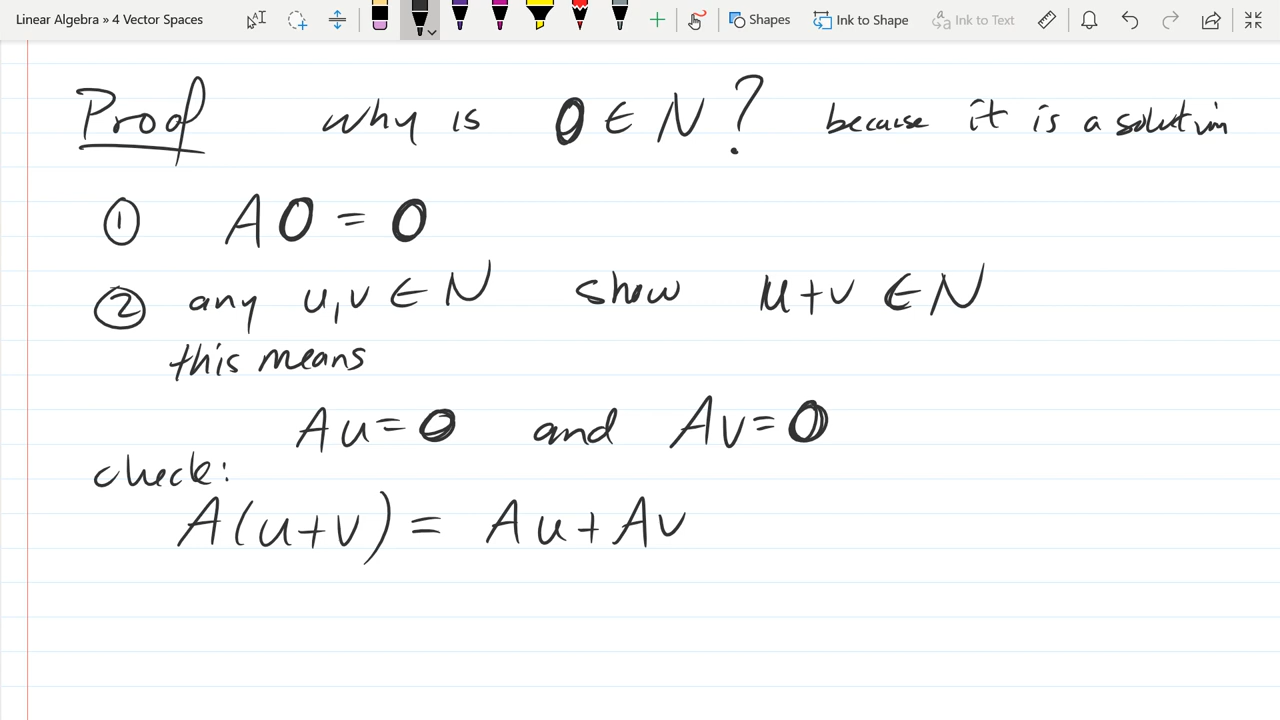 Linear Algebra » 4 Vector Spaces
Shapes Ink to Shape Ink to Text
Proof why is 0 ∈ N? because it is a solution
① A0 = 0
② any u,v ∈ N show u+v ∈ N
this means
Au=0 and Av=0
check:
A(u+v) = Au+Av